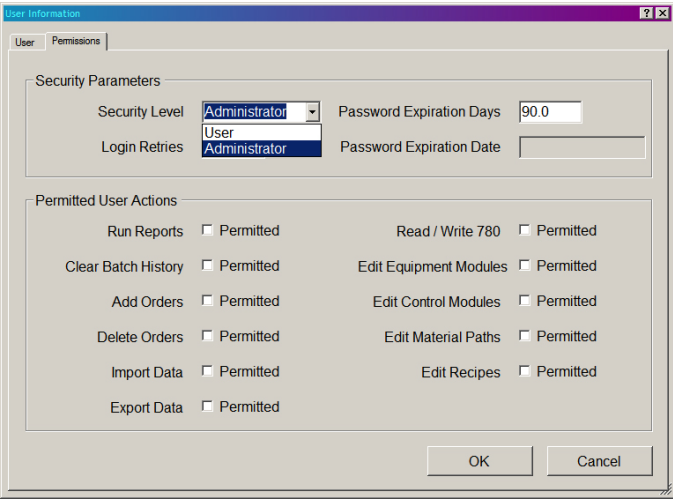 User Information
User Permissions
Security Parameters
Security Level Administrator Password Expiration Days 90.0
User
Login Retries Administrator Password Expiration Date
Permitted User Actions
Run Reports Permitted Read / Write 780 Permitted
Clear Batch History Permitted Edit Equipment Modules Permitted
Add Orders Permitted Edit Control Modules Permitted
Delete Orders Permitted Edit Material Paths Permitted
Import Data Permitted Edit Recipes Permitted
Export Data Permitted
OK Cancel